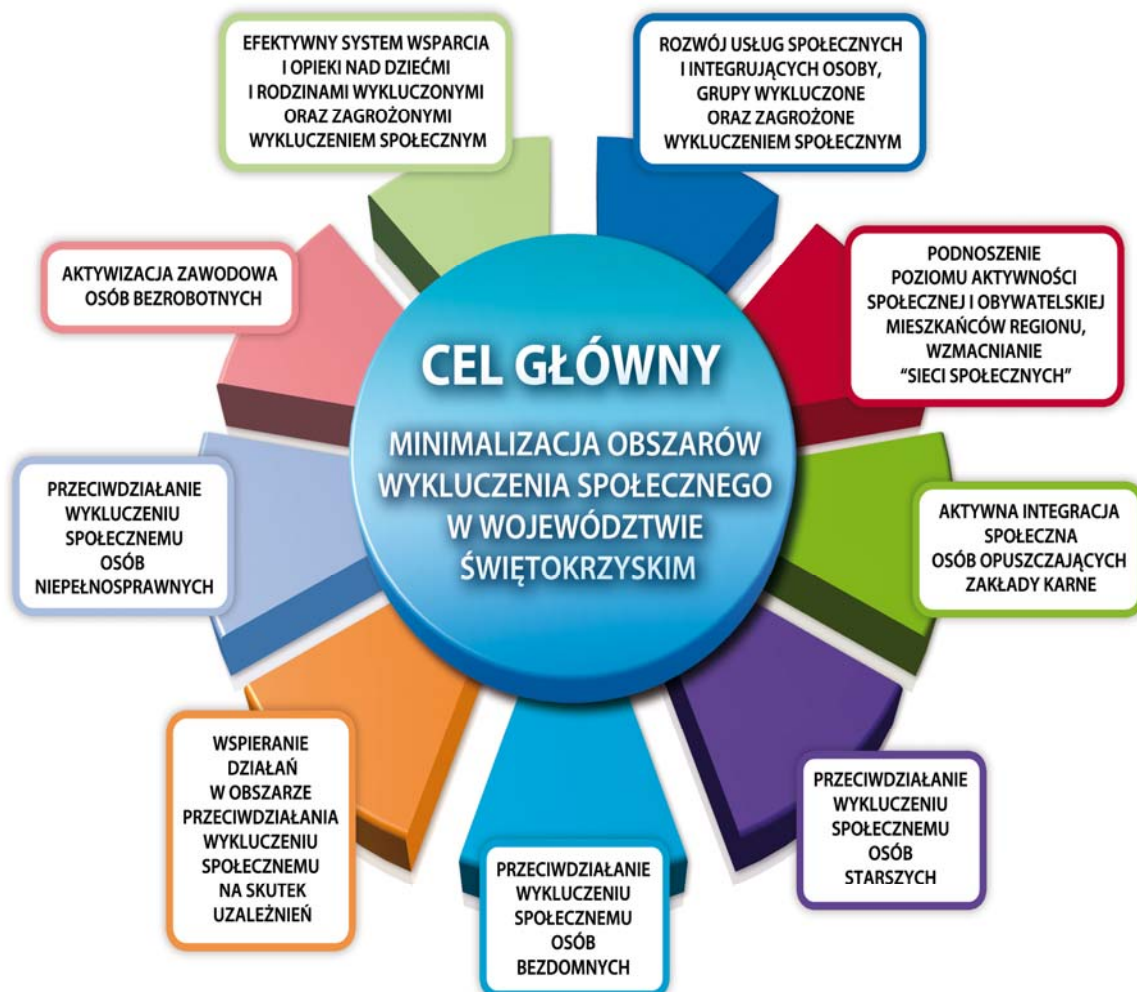 EFEKTYWNY SYSTEM WSPARCIA
I OPIEKI NAD DZIEĆMI
I RODZINAMI WYKLUCZONYMI
ORAZ ZAGROŻONYMI
WYKLUCZENIEM SPOŁECZNYM
ROZWÓJ USŁUG SPOŁECZNYCH
I INTEGRUJĄCYCH OSOBY,
GRUPY WYKLUCZONE
ORAZ ZAGROŻONE
WYKLUCZENIEM SPOŁECZNYM
AKTYWIZACJA ZAWODOWA
OSÓB BEZROBOTNYCH
PODNOSZENIE
POZIOMU AKTYWNOŚCI
SPOŁECZNEJ I OBYWATELSKIEJ
MIESZKAŃCÓW REGIONU,
WZMACNIANIE
“SIECI SPOŁECZNYCH”
CEL GŁÓWNY
MINIMALIZACJA OBSZARÓW
WYKLUCZENIA SPOŁECZNEGO
W WOJEWÓDZTWIE
ŚWIĘTOKRZYSKIM
PRZECIWDZIAŁANIE
WYKLUCZENIU
SPOŁECZNEMU
OSÓB
NIEPEŁNOSPRAWNYCH
AKTYWNA INTEGRACJA
SPOŁECZNA
OSÓB OPUSZCZAJĄCYCH
ZAKŁADY KARNE
WSPIERANIE
DZIAŁAŃ
W OBSZARZE
PRZECIWDZIAŁANIA
WYKLUCZENIU
SPOŁECZNEMU
NA SKUTEK
UZALEŻNIEŃ
PRZECIWDZIAŁANIE
WYKLUCZENIU
SPOŁECZNEMU
OSÓB
BEZDOMNYCH
PRZECIWDZIAŁANIE
WYKLUCZENIU
SPOŁECZNEMU
OSÓB
STARSZYCH